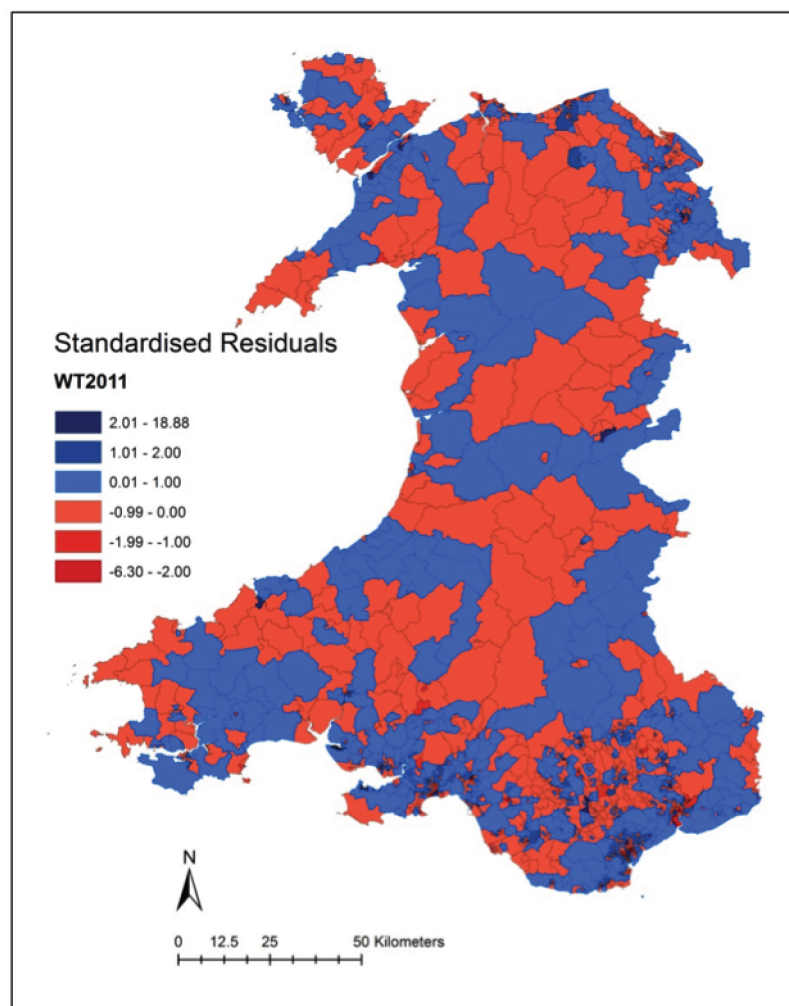 Standardised Residuals
WT2011
2.01 - 18.88
1.01 - 2.00
0.01 - 1.00
-0.99 - 0.00
-1.99 - -1.00
-6.30 - -2.00
N
0 12.5 25 50 Kilometers